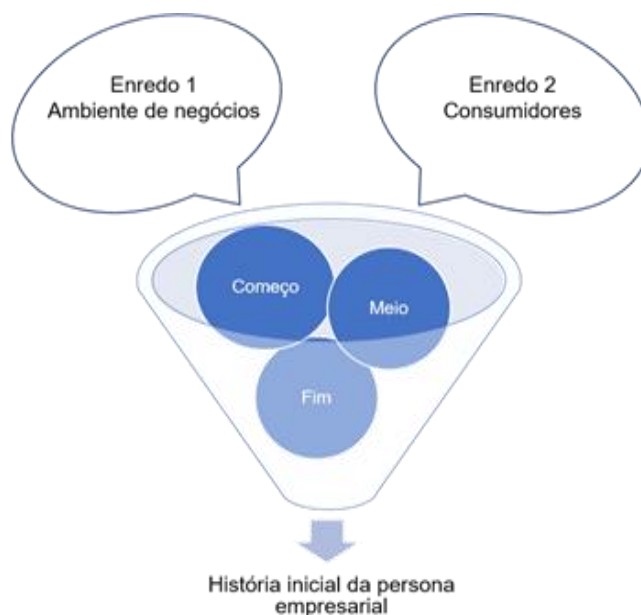 Enredo 1
Ambiente de negócios
Enredo 2
Consumidores
Começo
Meio
Fim
História inicial da persona
empresarial